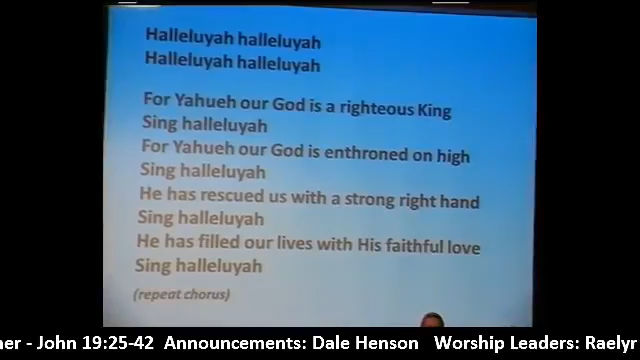 Halleluyah halleluyah
Halleluyah halleluyah
For Yahueh our God is a righteous King
Sing halleluyah
For Yahueh our God is enthroned on high
Sing halleluyah
He has rescued us with a strong right hand
Sing halleluyah
He has filled our lives with His faithful love
Sing halleluyah
(repeat chorus)
- John 19:25-42 Announcements: Dale Henson Worship Leaders: